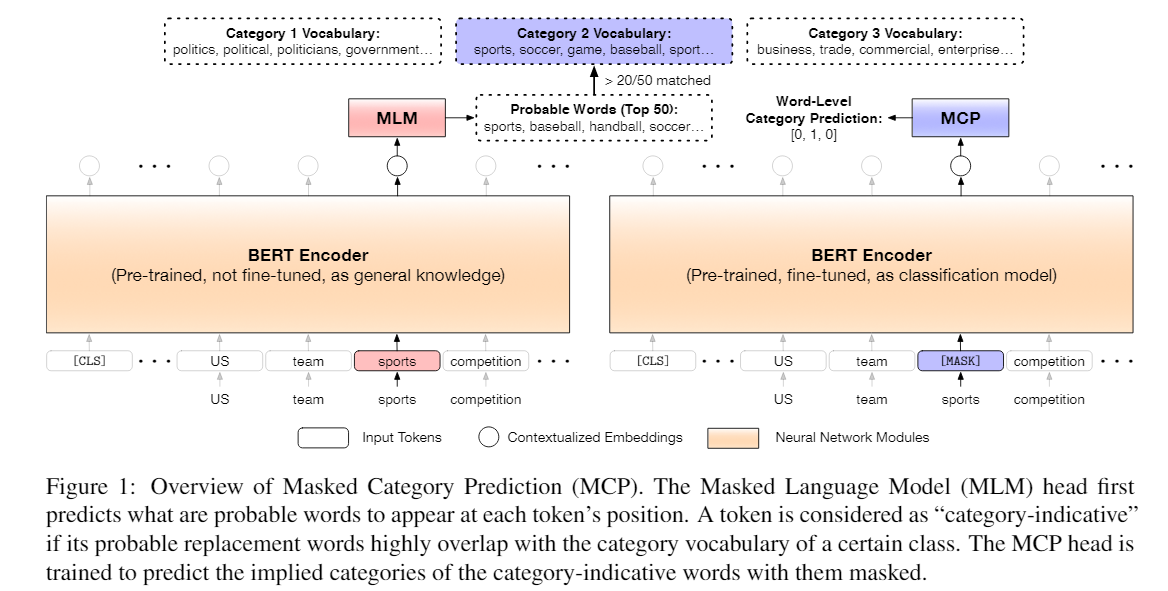 Category 1 Vocabulary:
politics, political, politicians, government…
Category 2 Vocabulary:
sports, soccer, game, baseball, sport…
Category 3 Vocabulary:
business, trade, commercial, enterprise…
> 20/50 matched
MLM
Probable Words (Top 50):
sports, baseball, handball, soccer…
Word-Level
Category Prediction:
[0, 1, 0]
MCP
BERT Encoder
(Pre-trained, not fine-tuned, as general knowledge)
BERT Encoder
(Pre-trained, fine-tuned, as classification model)
[CLS] US team sports competition
US team sports competition
[CLS] US team [MASK] competition
US team sports competition
Input Tokens
Contextualized Embeddings
Neural Network Modules
Figure 1: Overview of Masked Category Prediction (MCP). The Masked Language Model (MLM) head first
predicts what are probable words to appear at each token’s position. A token is considered as “category-indicative”
if its probable replacement words highly overlap with the category vocabulary of a certain class. The MCP head is
trained to predict the implied categories of the category-indicative words with them masked.